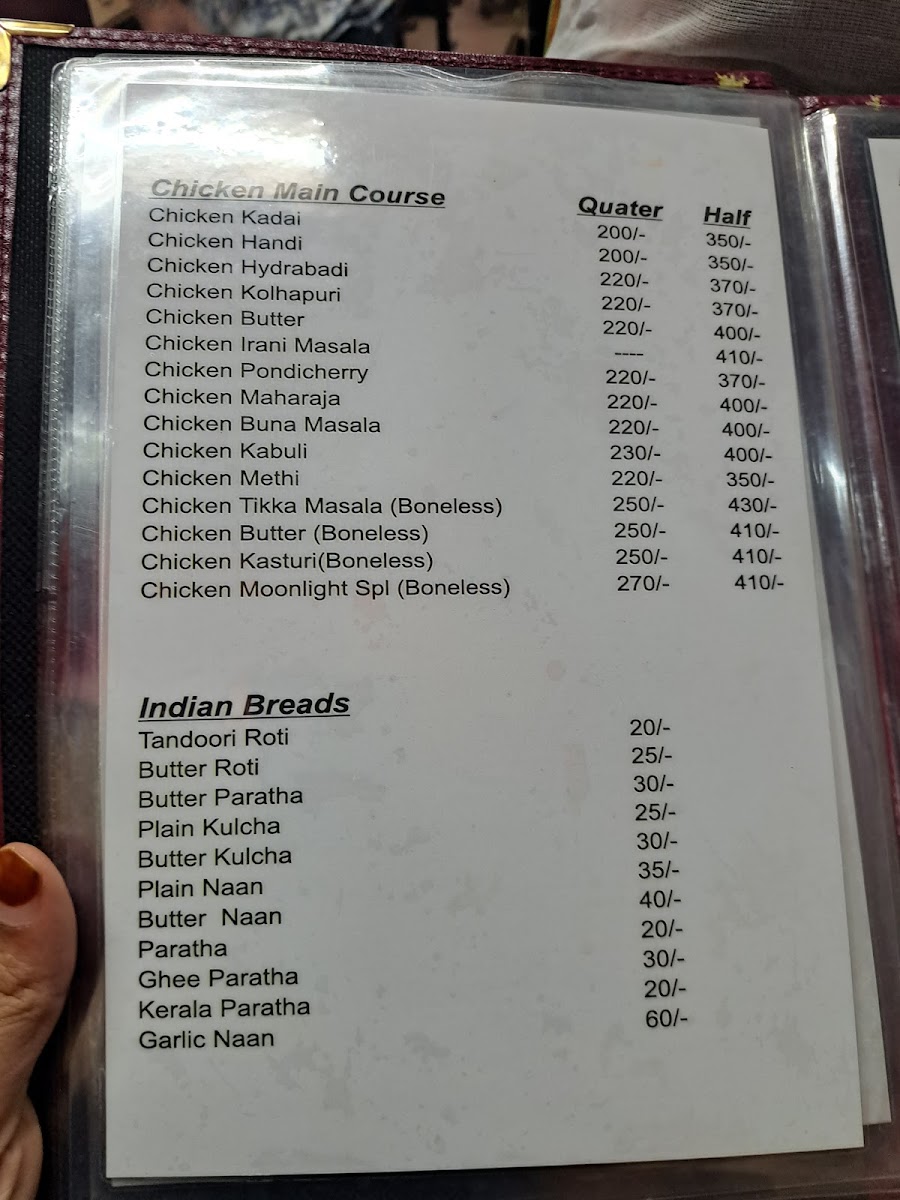 Chicken Main Course Quater Half
Chicken Kadai 200/- 350/-
Chicken Handi 200/- 350/-
Chicken Hydrabadi 220/- 370/-
Chicken Kolhapuri 220/- 370/-
Chicken Butter 220/- 400/-
Chicken Irani Masala ---- 410/-
Chicken Pondicherry 220/- 370/-
Chicken Maharaja 220/- 400/-
Chicken Buna Masala 220/- 400/-
Chicken Kabuli 230/- 400/-
Chicken Methi 220/- 350/-
Chicken Tikka Masala (Boneless) 250/- 430/-
Chicken Butter (Boneless) 250/- 410/-
Chicken Kasturi(Boneless) 250/- 410/-
Chicken Moonlight Spl (Boneless) 270/- 410/-
Indian Breads
Tandoori Roti 20/-
Butter Roti 25/-
Butter Paratha 30/-
Plain Kulcha 25/-
Butter Kulcha 30/-
Plain Naan 35/-
Butter Naan 40/-
Paratha 20/-
Ghee Paratha 30/-
Kerala Paratha 20/-
Garlic Naan 60/-